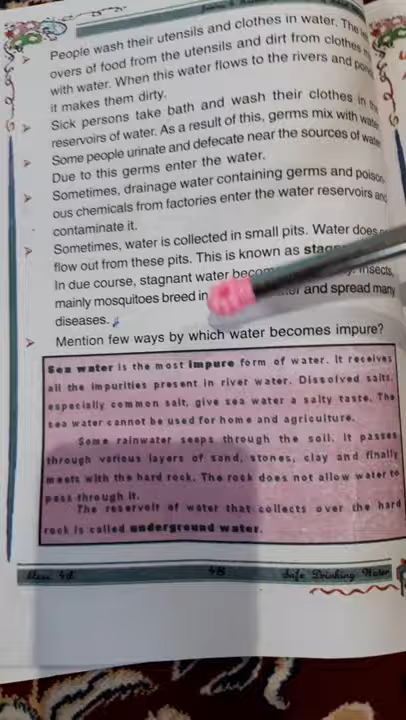 People wash their utensils and clothes in water. The
overs of food from the utensils and dirt from clothes
with water. When this water flows to the rivers and
it makes them dirty.
Sick persons take bath and wash their clothes in
reservoirs of water. As a result of this, germs mix with water
Some people urinate and defecate near the sources of water
Due to this germs enter the water.
Sometimes, drainage water containing germs and poison
ous chemicals from factories enter the water reservoirs and
contaminate it.
Sometimes, water is collected in small pits. Water does
flow out from these pits. This is known as
In due course, stagnant water insects,
mainly mosquitoes breed in and spread many
diseases.
Mention few ways by which water becomes impure?
Sea water is the most impure form of water. It receives
all the impurities present in river water. Dissolved salts,
especially common salt, give sea water a salty taste. The
sea water cannot be used for home and agriculture.
Some rainwater seeps through the soil. It passes
through various layers of sand, stones, clay and finally
meets with the hard rock. The rock does not allow water to
pass through it.
The reservoir of water that collects over the hard
rock is called underground water.
48 Safe Drinking Water